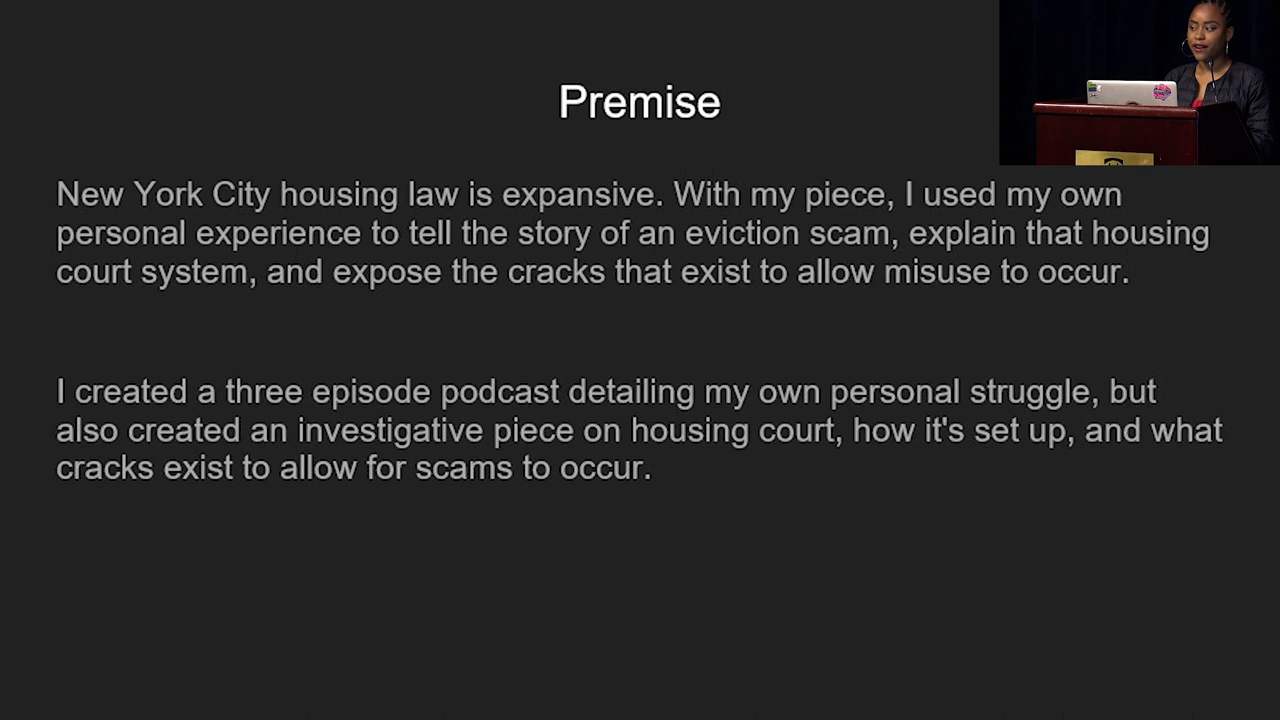 Premise
New York City housing law is expansive. With my piece, I used my own
personal experience to tell the story of an eviction scam, explain that housing
court system, and expose the cracks that exist to allow misuse to occur.
I created a three episode podcast detailing my own personal struggle, but
also created an investigative piece on housing court, how it's set up, and what
cracks exist to allow for scams to occur.